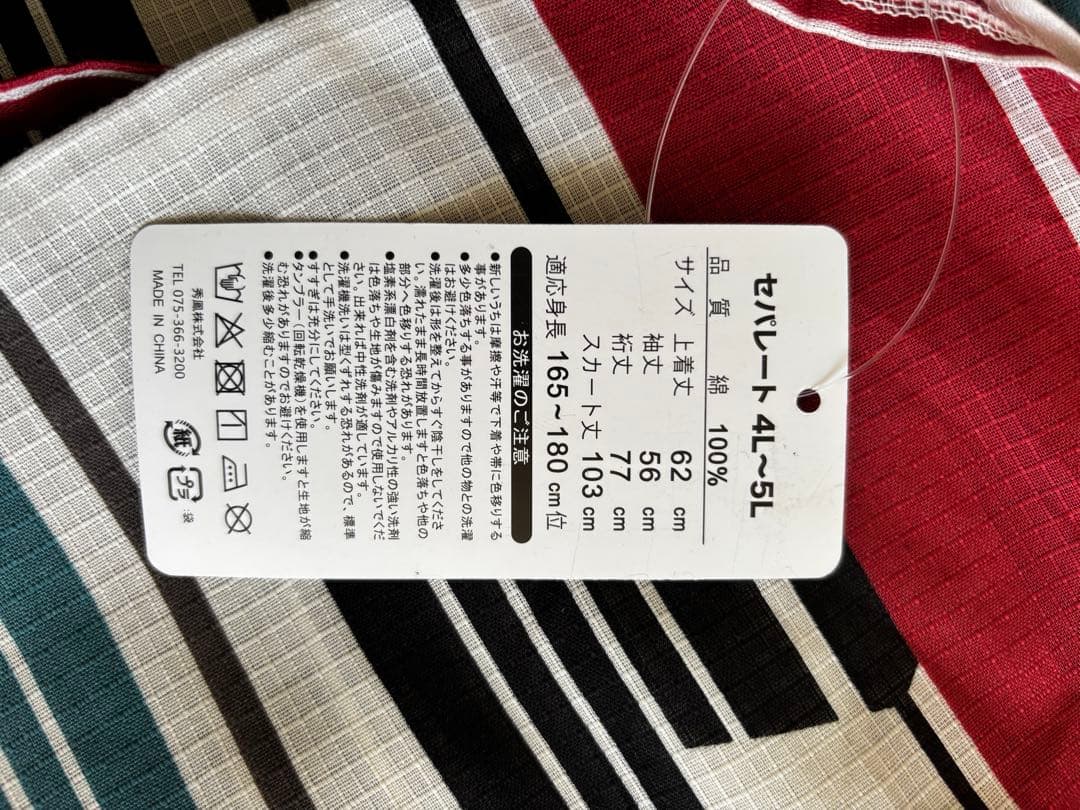 セパレート 4L～5L
品質 綿 100%
サイズ 上着丈 62 cm
袖丈 56 cm
裄丈 77 cm
スカート丈 103 cm
適応身長 165～180 cm位
お洗濯のご注意
●新しいうちは摩擦や汗等で下着や帯に色移りする
事があります。
●多少色落ちする事がありますので他の物との洗濯
はお避けください。
●洗濯後は形を整えてからすぐ陰干しをしてくださ
い。濡れたまま長時間放置しますと色落ちや他の
部分へ色移りする恐れがあります。
●塩素系漂白剤を含む洗剤やアルカリ性の強い洗剤
は色落ちや生地が傷みますので使用しないでくだ
さい。出来れば中性洗剤が適しています。
●洗濯機洗いは型くずれする恐れがあるので、標準
として手洗いでお願いします。
●すすぎは充分にしてください。
●タンブラー(回転乾燥機)を使用しますと生地が縮
む恐れがありますのでお避けください。
●洗濯後多少縮むことがあります。
紙 プラ :袋
秀風株式会社
TEL 075-366-3200
MADE IN CHINA